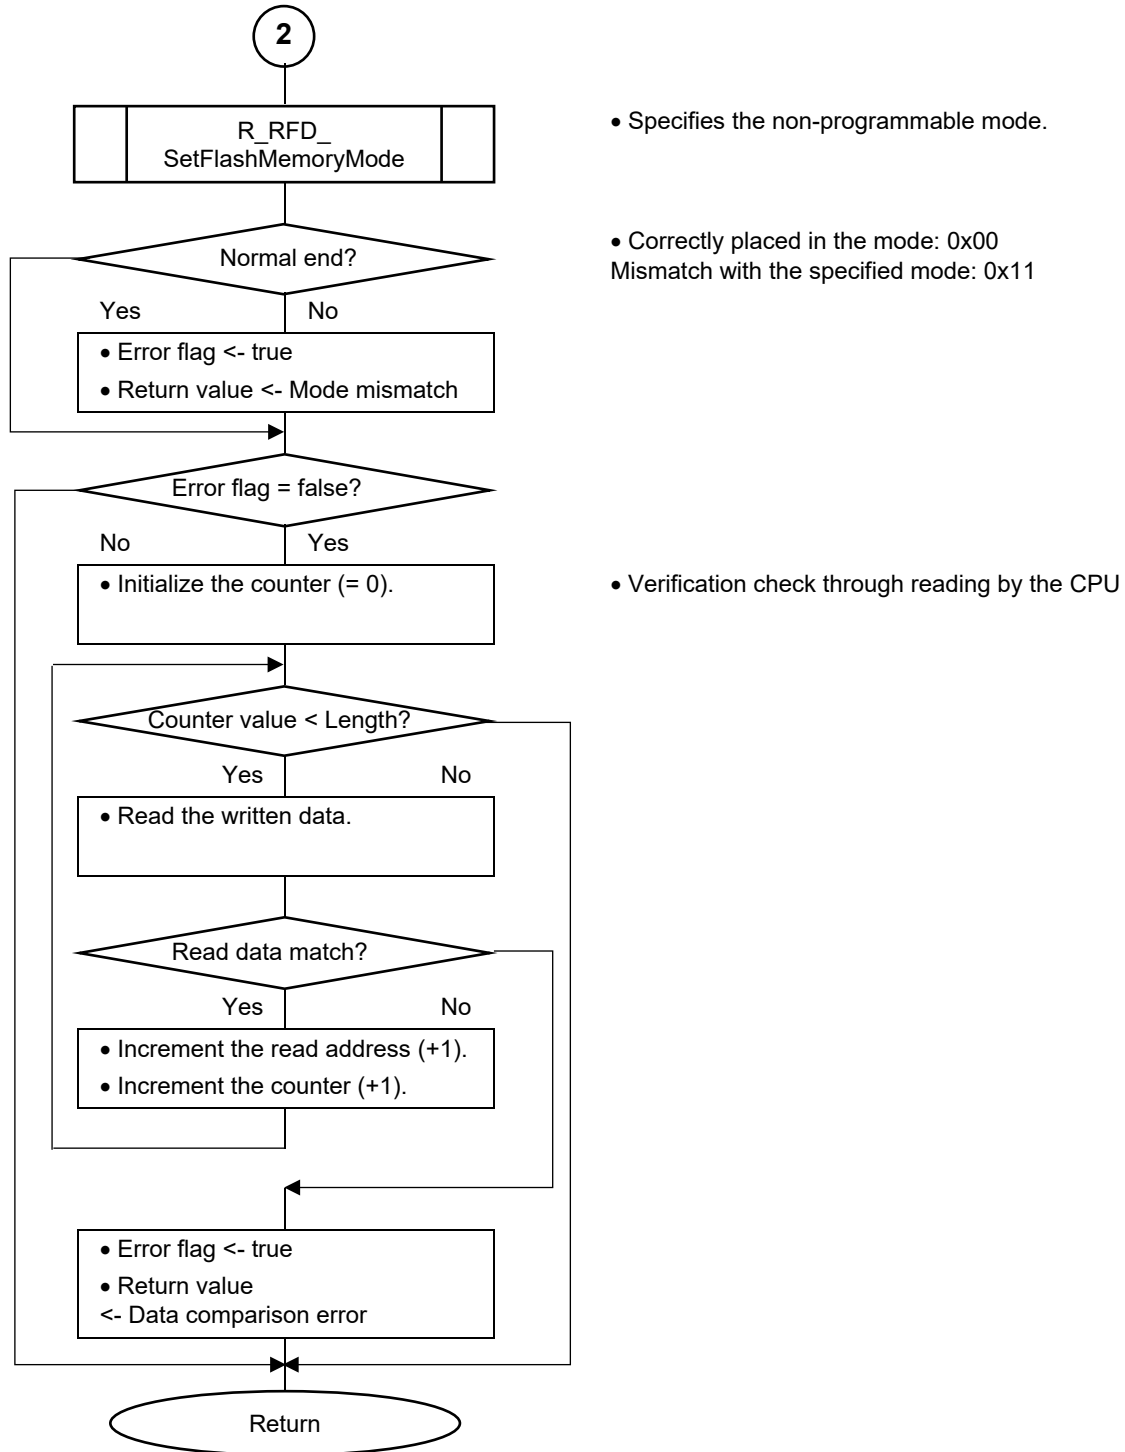 2
R_RFD_
SetFlashMemoryMode
• Specifies the non-programmable mode.
Normal end?
• Correctly placed in the mode: 0x00
Mismatch with the specified mode: 0x11
Yes No
• Error flag <- true
• Return value <- Mode mismatch
Error flag = false?
No Yes
• Initialize the counter (= 0).
• Verification check through reading by the CPU
Counter value < Length?
Yes No
• Read the written data.
Read data match?
Yes No
• Increment the read address (+1).
• Increment the counter (+1).
• Error flag <- true
• Return value
<- Data comparison error
Return